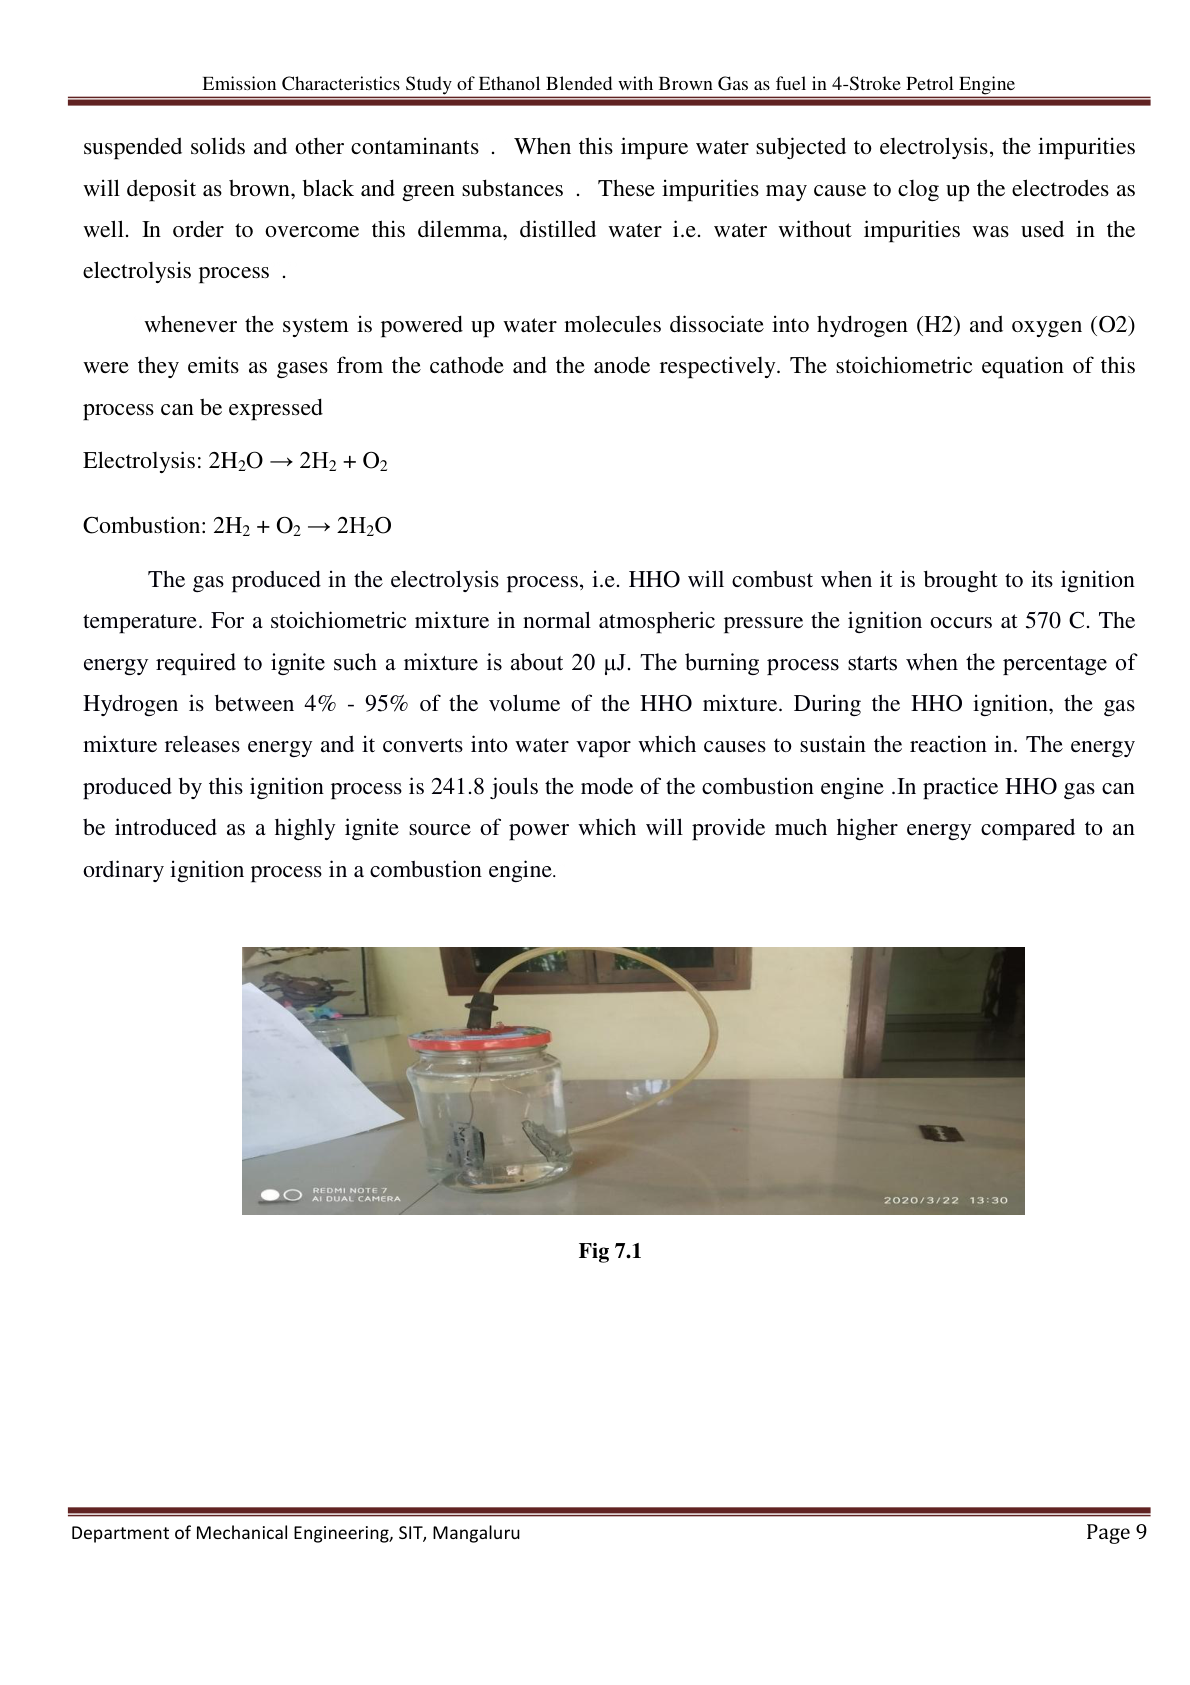 Emission Characteristics Study of Ethanol Blended with Brown Gas as fuel in 4-Stroke Petrol Engine
suspended solids and other contaminants . When this impure water subjected to electrolysis, the impurities
will deposit as brown, black and green substances . These impurities may cause to clog up the electrodes as
well. In order to overcome this dilemma, distilled water i.e. water without impurities was used in the
electrolysis process .
whenever the system is powered up water molecules dissociate into hydrogen (H2) and oxygen (O2)
were they emits as gases from the cathode and the anode respectively. The stoichiometric equation of this
process can be expressed
Electrolysis: 2H₂O → 2H₂ + O₂
Combustion: 2H₂ + O₂ → 2H₂O
The gas produced in the electrolysis process, i.e. HHO will combust when it is brought to its ignition
temperature. For a stoichiometric mixture in normal atmospheric pressure the ignition occurs at 570 C. The
energy required to ignite such a mixture is about 20 μJ. The burning process starts when the percentage of
Hydrogen is between 4% - 95% of the volume of the HHO mixture. During the HHO ignition, the gas
mixture releases energy and it converts into water vapor which causes to sustain the reaction in. The energy
produced by this ignition process is 241.8 jouls the mode of the combustion engine .In practice HHO gas can
be introduced as a highly ignite source of power which will provide much higher energy compared to an
ordinary ignition process in a combustion engine.
REDMI NOTE 7
AI DUAL CAMERA
2020/3/22 13:30
Fig 7.1
Department of Mechanical Engineering, SIT, Mangaluru
Page 9